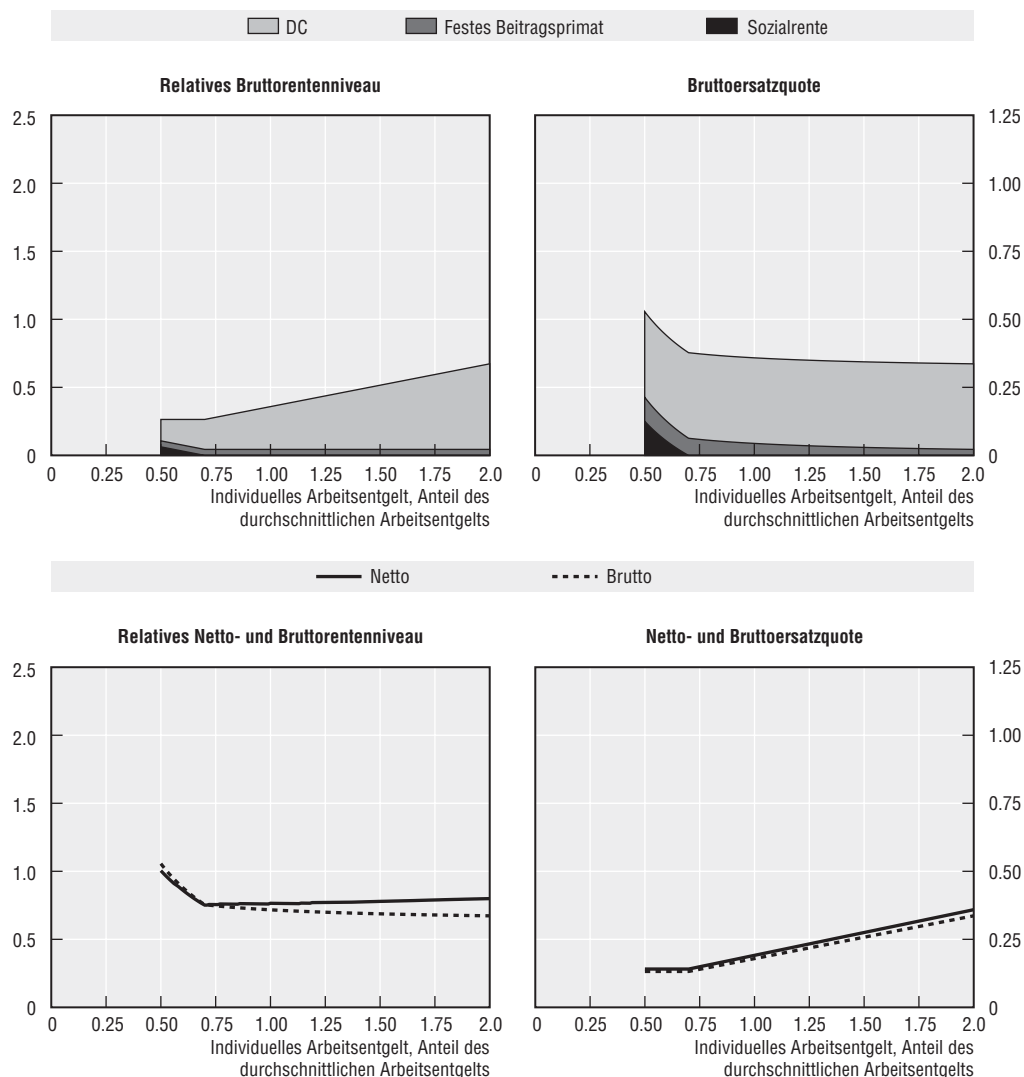 DC Festes Beitragsprimat Sozialrente
Relatives Bruttorentenniveau
2.5
2.0
1.5
1.0
0.5
0
0 0.25 0.50 0.75 1.00 1.25 1.50 1.75 2.0
Individuelles Arbeitsentgelt, Anteil des
durchschnittlichen Arbeitsentgelts
Bruttoersatzquote
1.25
1.00
0.75
0.50
0.25
0
0 0.25 0.50 0.75 1.00 1.25 1.50 1.75 2.0
Individuelles Arbeitsentgelt, Anteil des
durchschnittlichen Arbeitsentgelts
Netto Brutto
Relatives Netto- und Bruttorentenniveau
2.5
2.0
1.5
1.0
0.5
0
0 0.25 0.50 0.75 1.00 1.25 1.50 1.75 2.0
Individuelles Arbeitsentgelt, Anteil des
durchschnittlichen Arbeitsentgelts
Netto- und Bruttoersatzquote
1.25
1.00
0.75
0.50
0.25
0
0 0.25 0.50 0.75 1.00 1.25 1.50 1.75 2.0
Individuelles Arbeitsentgelt, Anteil des
durchschnittlichen Arbeitsentgelts